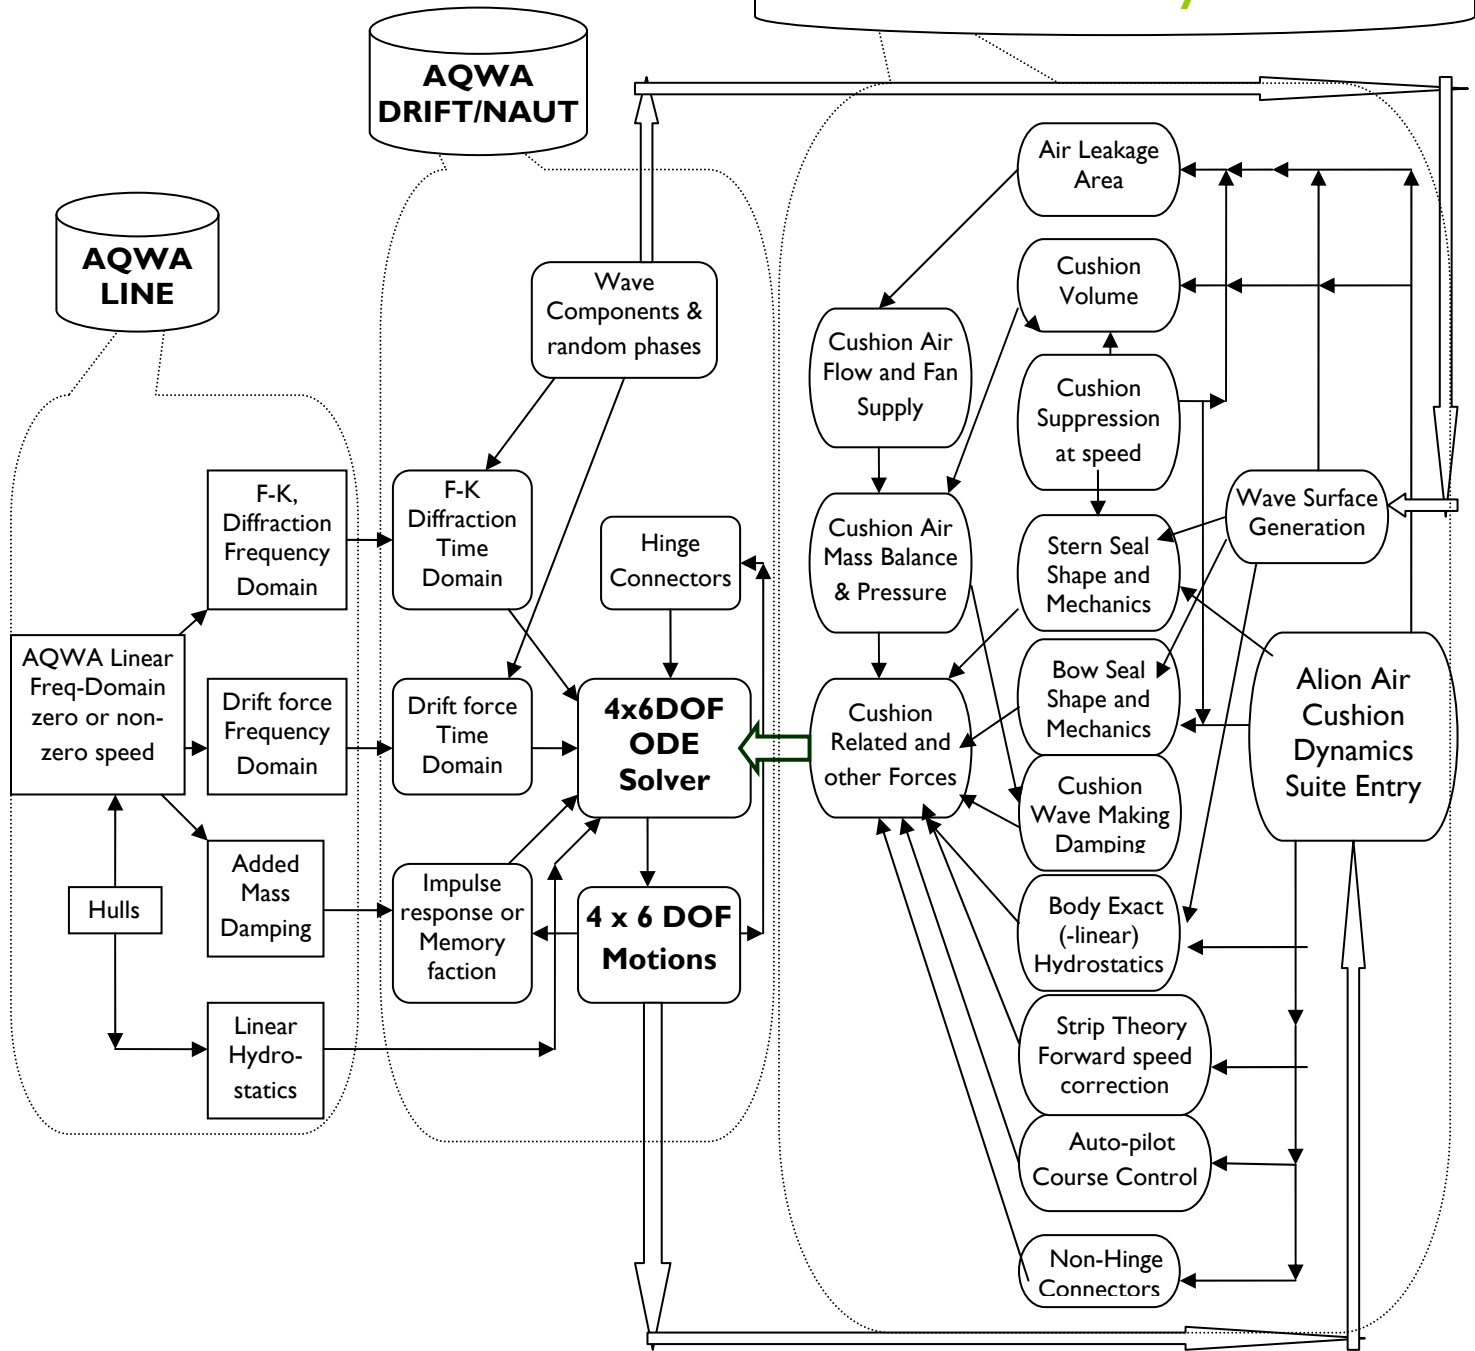 AQWA
DRIFT/NAUT
AQWA
LINE
Wave
Components &
random phases
F-K,
Diffraction
Frequency
Domain
F-K
Diffraction
Time
Domain
Hinge
Connectors
AQWA Linear
Freq-Domain
zero or non-
zero speed
Drift force
Frequency
Domain
Drift force
Time
Domain
4x6DOF
ODE
Solver
Hulls
Added
Mass
Damping
Impulse
response or
Memory
faction
4 x 6 DOF
Motions
Linear
Hydro-
statics
Air Leakage
Area
Cushion
Volume
Cushion Air
Flow and Fan
Supply
Cushion
Suppression
at speed
Wave Surface
Generation
Cushion Air
Mass Balance
& Pressure
Stern Seal
Shape and
Mechanics
Bow Seal
Shape and
Mechanics
Cushion
Related and
other Forces
Alion Air
Cushion
Dynamics
Suite Entry
Cushion
Wave Making
Damping
Body Exact
(-linear)
Hydrostatics
Strip Theory
Forward speed
correction
Auto-pilot
Course Control
Non-Hinge
Connectors